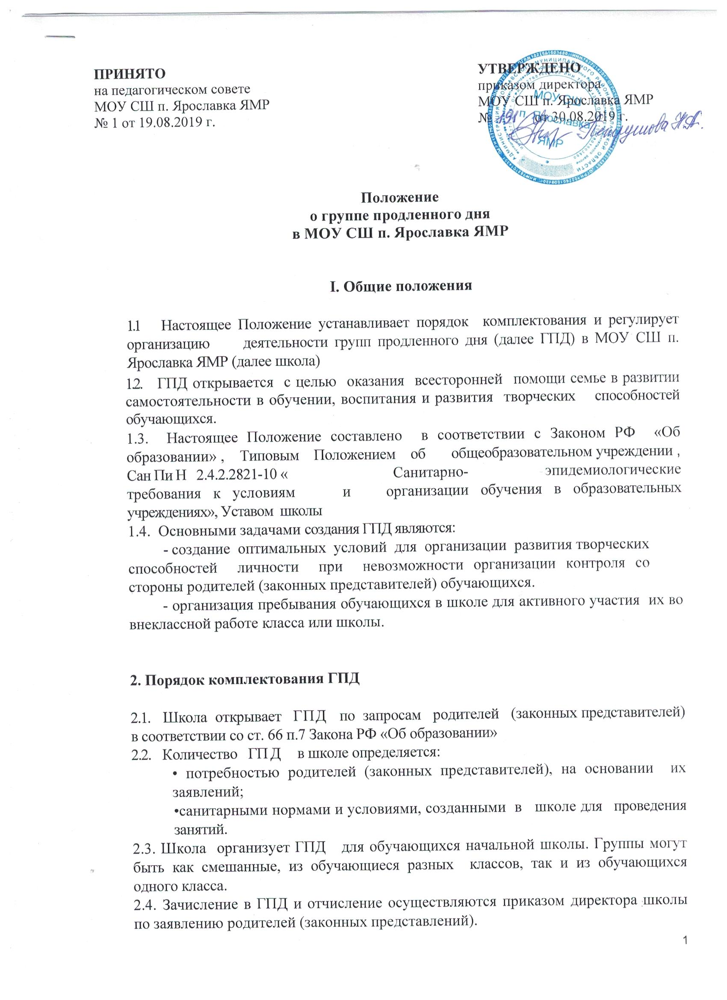 ПРИНЯТО
на педагогическом совете
МОУ СШ п. Ярославка ЯМР
№ 1 от 19.08.2019 г.
УТВЕРЖДЕНО
приказом директора
МОУ СШ п. Ярославка ЯМР
№ 191 от 30.08.2019 г.
МОУ СШ
п. Ярославка
ЯМР
Положение
о группе продленного дня
в МОУ СШ п. Ярославка ЯМР
I. Общие положения
1.1 Настоящее Положение устанавливает порядок комплектования и регулирует
организацию деятельности групп продленного дня (далее ГПД) в МОУ СШ п.
Ярославка ЯМР (далее школа)
12. ГПД открывается с целью оказания всесторонней помощи семье в развитии
самостоятельности в обучении, воспитания и развития творческих способностей
обучающихся.
1.3. Настоящее Положение составлено в соответствии с Законом РФ «Об
образовании» , Типовым Положением об общеобразовательном учреждении ,
Сан Пи Н 2.4.2.2821-10 « Санитарно- эпидемиологические
требования к условиям и организации обучения в образовательных
учреждениях», Уставом школы
1.4. Основными задачами создания ГПД являются:
- создание оптимальных условий для организации развития творческих
способностей личности при невозможности организации контроля со
стороны родителей (законных представителей) обучающихся.
- организация пребывания обучающихся в школе для активного участия их во
внеклассной работе класса или школы.
2. Порядок комплектования ГПД
2.1. Школа открывает ГПД по запросам родителей (законных представителей)
в соответствии со ст. 66 п.7 Закона РФ «Об образовании»
2.2. Количество ГПД в школе определяется:
• потребностью родителей (законных представителей), на основании их
заявлений;
•санитарными нормами и условиями, созданными в школе для проведения
занятий.
2.3. Школа организует ГПД для обучающихся начальной школы. Группы могут
быть как смешанные, из обучающиеся разных классов, так и из обучающихся
одного класса.
2.4. Зачисление в ГПД и отчисление осуществляются приказом директора школы
по заявлению родителей (законных представлений).
1